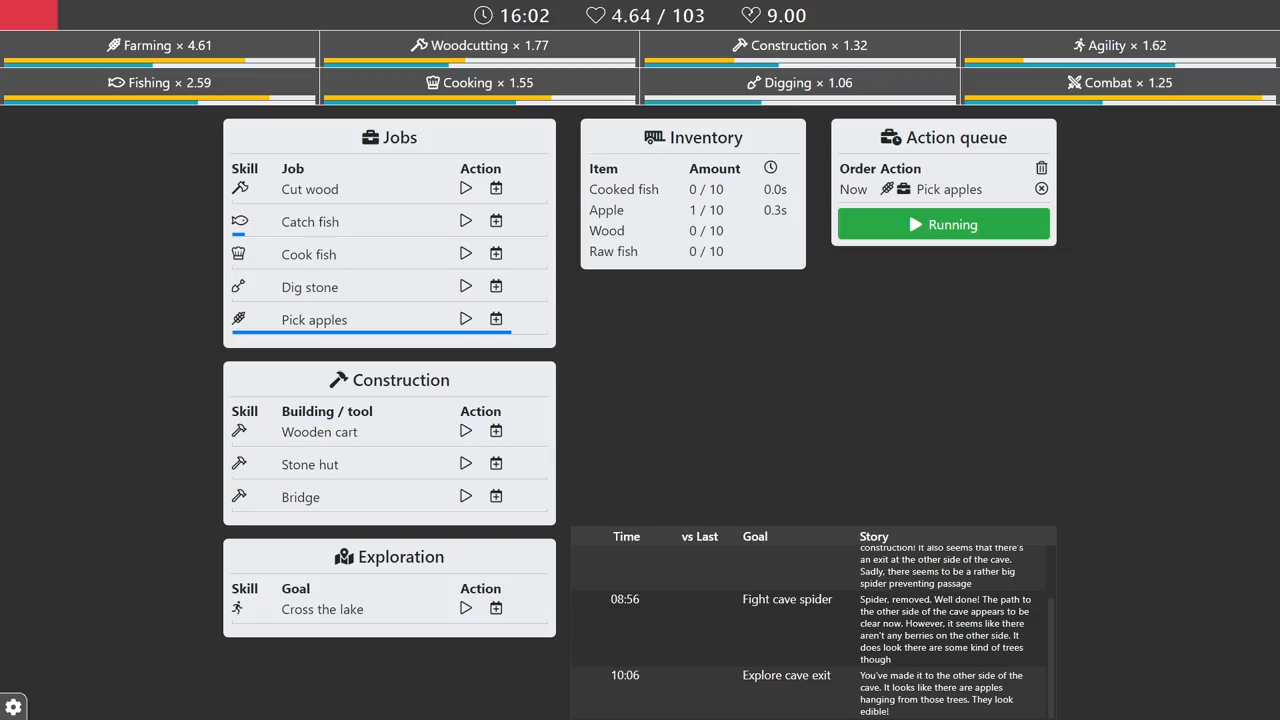 16:02 4.64 / 103 9.00
Farming × 4.61 Woodcutting × 1.77 Construction × 1.32 Agility × 1.62
Fishing × 2.59 Cooking × 1.55 Digging × 1.06 Combat × 1.25
Jobs
Skill Job Action
Cut wood
Catch fish
Cook fish
Dig stone
Pick apples
Construction
Skill Building / tool Action
Wooden cart
Stone hut
Bridge
Exploration
Skill Goal Action
Cross the lake
Inventory
Item Amount
Cooked fish 0 / 10 0.0s
Apple 1 / 10 0.3s
Wood 0 / 10
Raw fish 0 / 10
Action queue
Order Action
Now Pick apples
Running
Time vs Last Goal Story
construction! It also seems that there's
an exit at the other side of the cave.
Sadly, there seems to be a rather big
spider preventing passage
08:56 Fight cave spider Spider, removed. Well done! The path to
the other side of the cave appears to be
clear now. However, it seems like there
aren't any berries on the other side. It
does look there are some kind of trees
though
10:06 Explore cave exit You've made it to the other side of the
cave. It looks like there are apples
hanging from those trees. They look
edible!